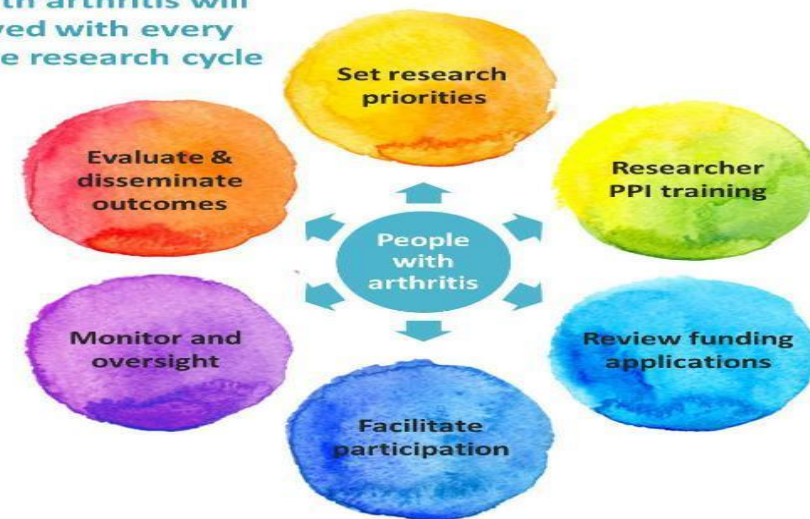 arthritis will
with every
research cycle
Set research
priorities
Researcher
PPI training
Review funding
applications
Facilitate
participation
Monitor and
oversight
Evaluate &
disseminate
outcomes
People
with
arthritis